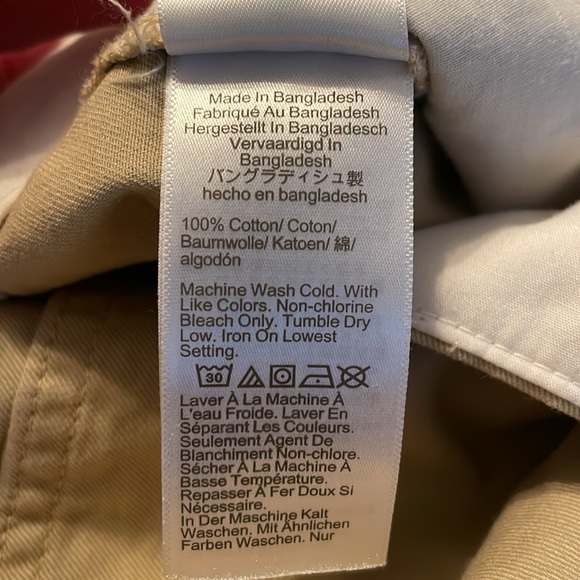 Made In Bangladesh
Fabriqué Au Bangladesh
Hergestellt In Bangladesch
Vervaardigd In
Bangladesh
バングラディシュ製
hecho en bangladesh
100% Cotton/ Coton/
Baumwolle/ Katoen/ 綿/
algodón
Machine Wash Cold. With
Like Colors. Non-chlorine
Bleach Only. Tumble Dry
Low. Iron On Lowest
Setting.
30
Laver À La Machine À
L'eau Froide. Laver En
Séparant Les Couleurs.
Seulement Agent De
Blanchiment Non-chlore.
Sécher À La Machine À
Basse Température.
Repasser À Fer Doux Si
Nécessaire.
In Der Maschine Kalt
Waschen. Mit Ähnlichen
Farben Waschen. Nur